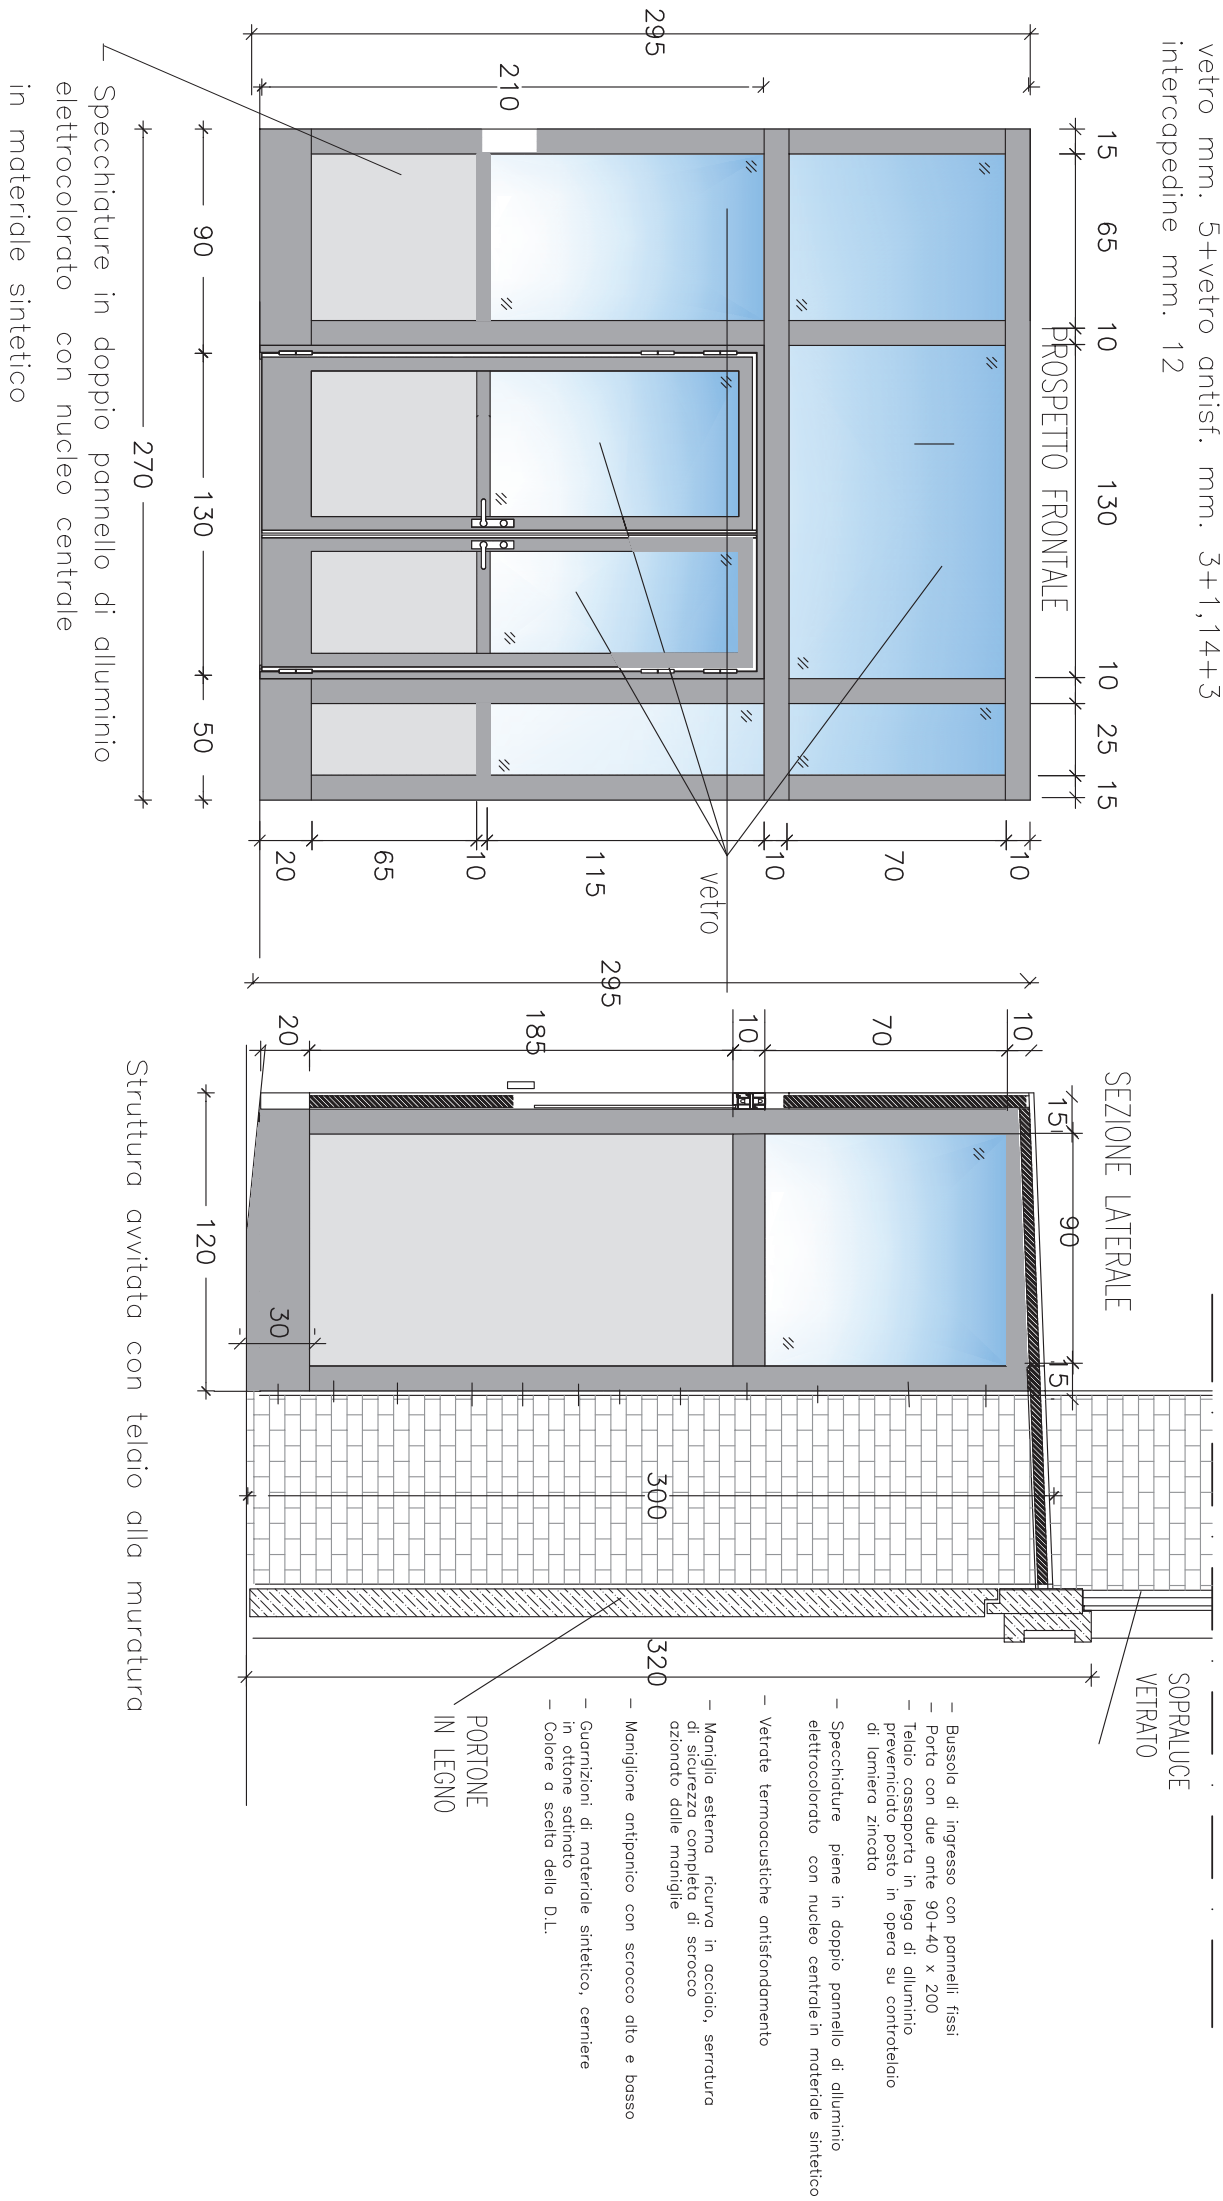 vetro mm. 5+vetro antisf. mm. 3+1,14+3
intercapedine mm. 12
PROSPETTO FRONTALE
15 65 10 130 10 25 15
295
210
10
70
10
115
10
65
20
vetro
90 130 50
270
Specchiature in doppio pannello di alluminio
elettrocolorato con nucleo centrale
in materiale sintetico
SEZIONE LATERALE
15 90 15
295
10
70
10
185
20
30
120
300
320
Struttura avvitata con telaio alla muratura
SOPRALUCE
VETRATO
PORTONE
IN LEGNO
- Bussola di ingresso con pannelli fissi
- Porta con due ante 90+40 x 200
- Telaio cassaporta in lega di alluminio
preverniciato posto in opera su controtelaio
di lamiera zincata
- Specchiature piene in doppio pannello di alluminio
elettrocolorato con nucleo centrale in materiale sintetico
- Vetrate termoacustiche antisfondamento
- Maniglia esterna ricurva in acciaio, serratura
di sicurezza completa di scrocco
azionato dalle maniglie
- Maniglione antipanico con scrocco alto e basso
- Guarnizioni di materiale sintetico, cerniere
in ottone satinato
- Colore a scelta della D.L.